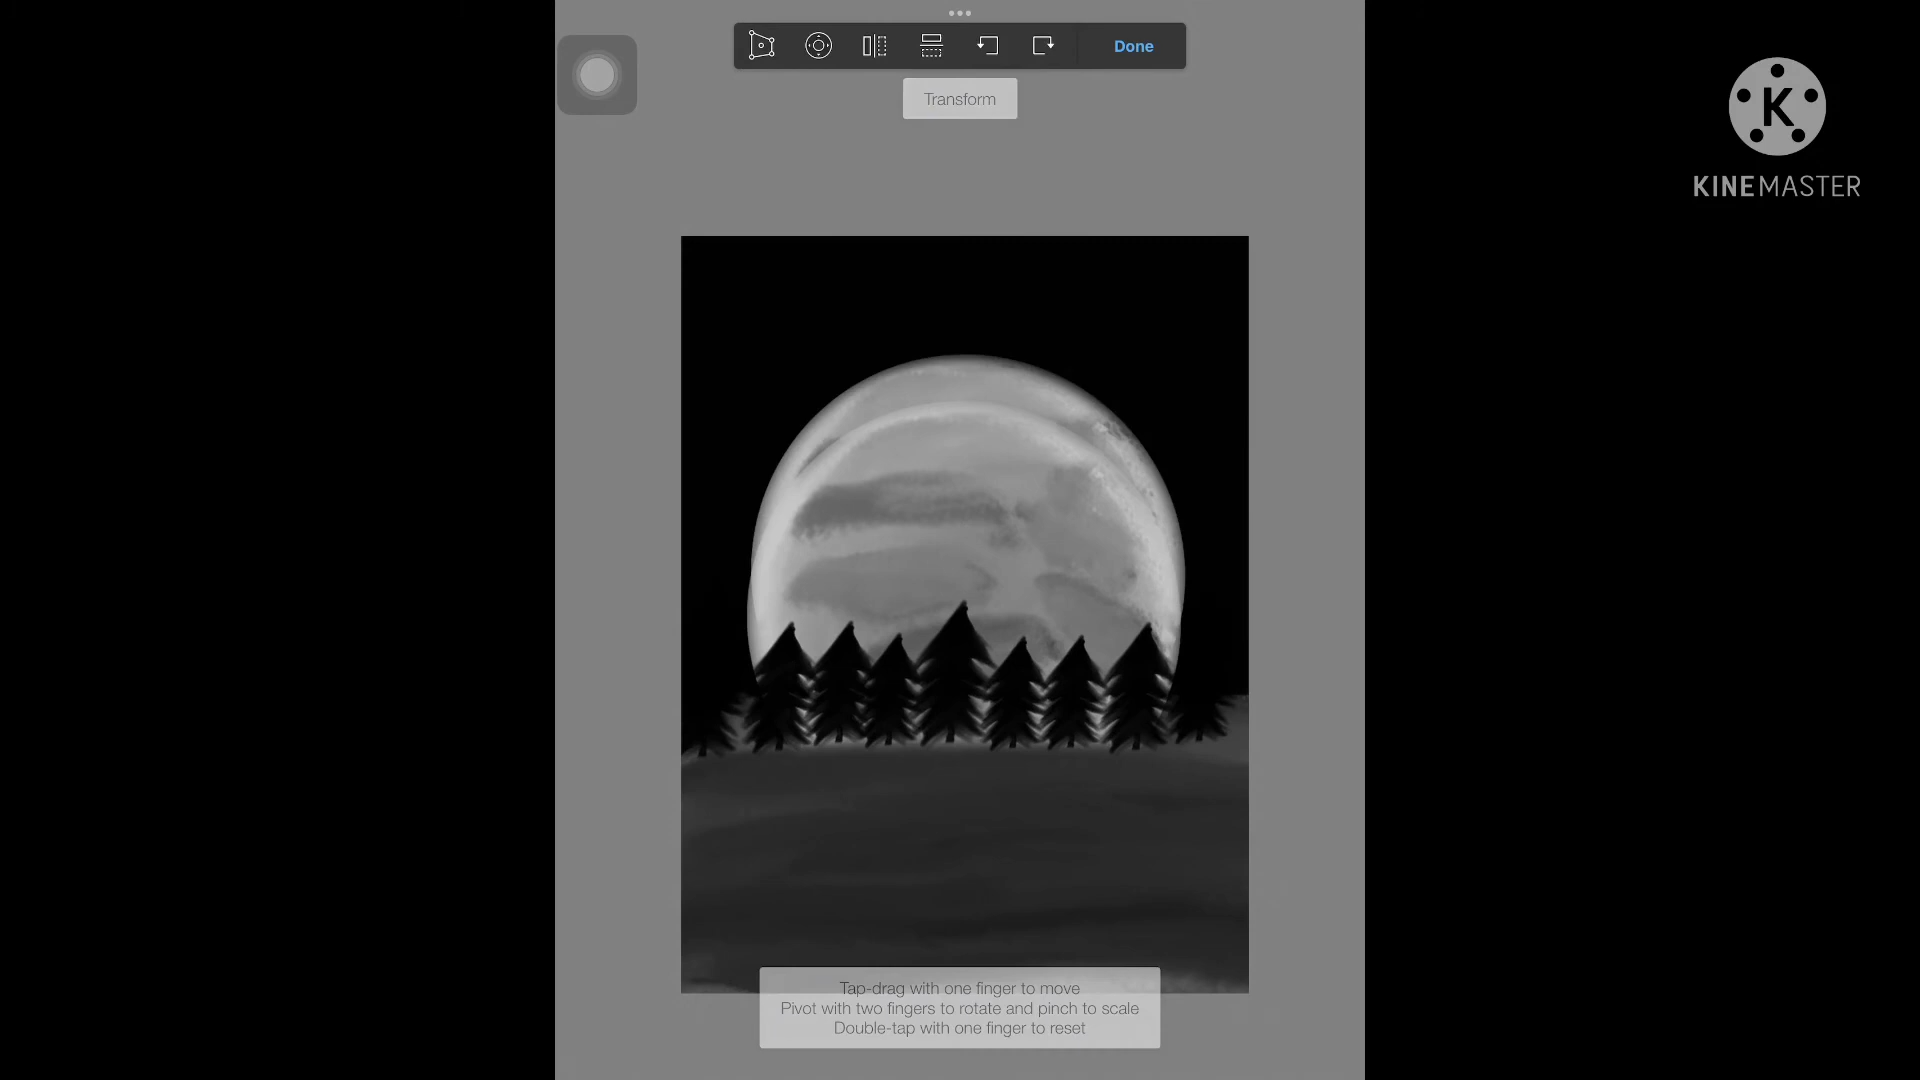 Done
Transform
K
KINEMASTER
Tap-drag with one finger to move
Pivot with two fingers to rotate and pinch to scale
Double-tap with one finger to reset